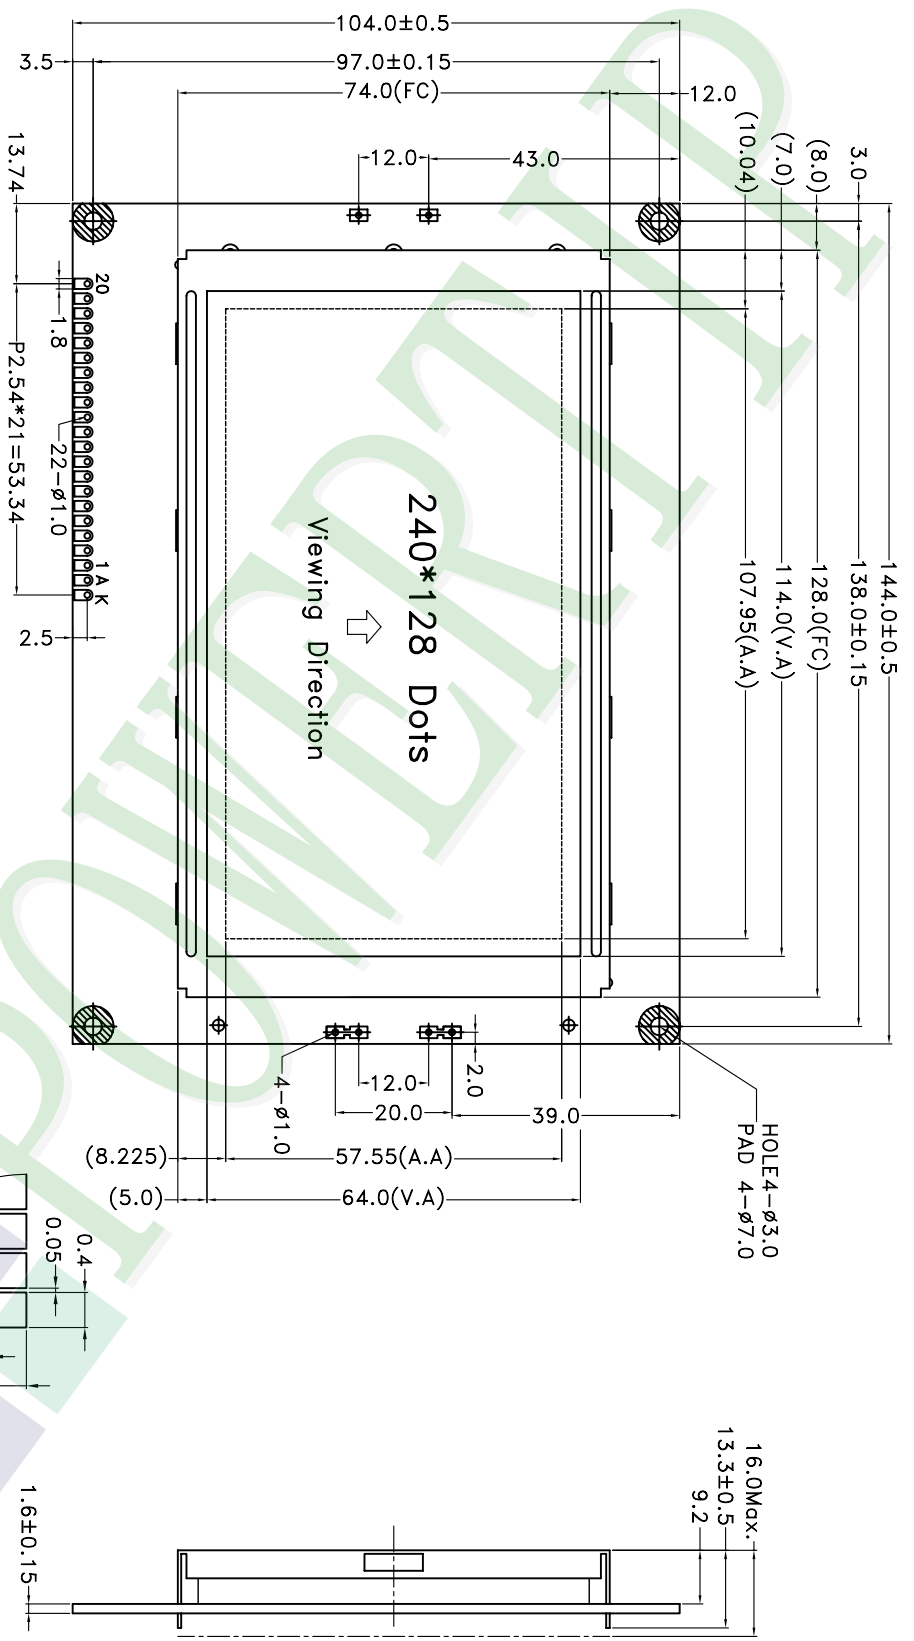 104.0±0.5
3.5
97.0±0.15
74.0(FC)
12.0
12.0
43.0
13.74
(10.04)
(7.0)
(8.0)
3.0
20
1.8
P2.54*21=53.34
22-ø1.0
1 A K
2.5
240*128 Dots
Viewing Direction
107.95(A.A)
114.0(V.A)
128.0(FC)
138.0±0.15
144.0±0.5
4-ø1.0
12.0
2.0
20.0
39.0
(8.225)
57.55(A.A)
(5.0)
64.0(V.A)
HOLE4-ø3.0
PAD 4-ø7.0
0.05
0.4
1.6±0.15
9.2
13.3±0.5
16.0Max.
POWERTIP